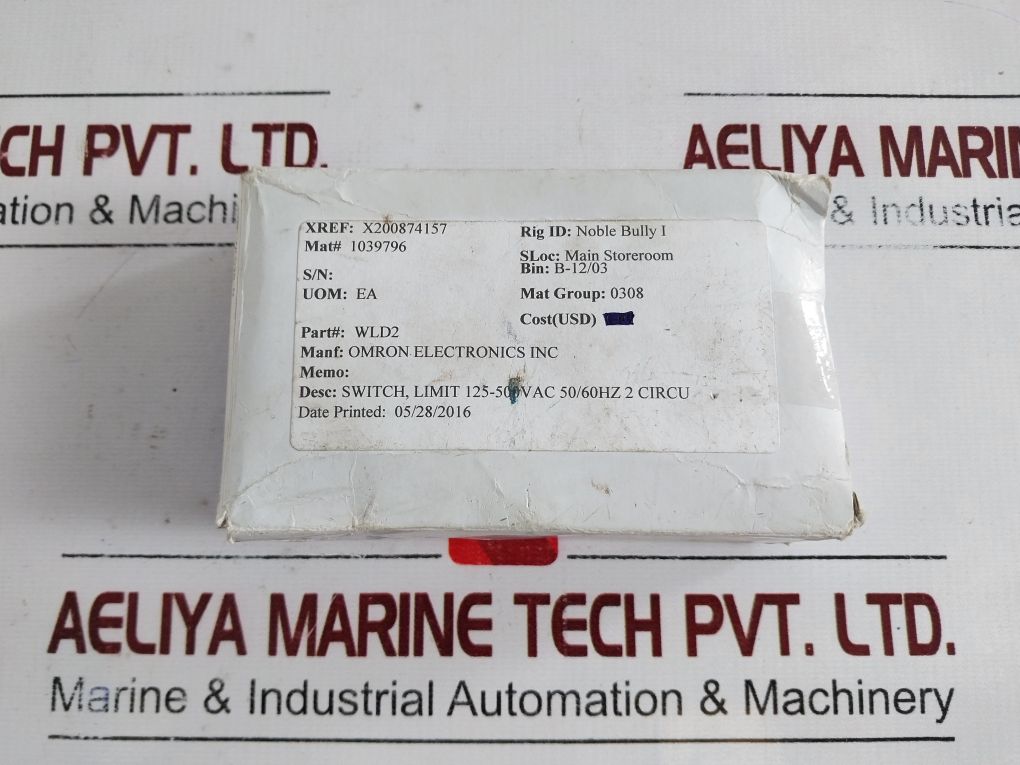 CH PVT. LTD.
AELIYA MARIN
ation & Machi
& Industria
XREF: X200874157
Mat# 1039796
S/N:
UOM: EA
Rig ID: Noble Bully I
SLoc: Main Storeroom
Bin: B-12/03
Mat Group: 0308
Cost(USD)
Part#: WLD2
Manf: OMRON ELECTRONICS INC
Memo:
Desc: SWITCH, LIMIT 125-500VAC 50/60HZ 2 CIRCU
Date Printed: 05/28/2016
AELIYA MARINE TECH PVT. LTD.
Marine & Industrial Automation & Machinery